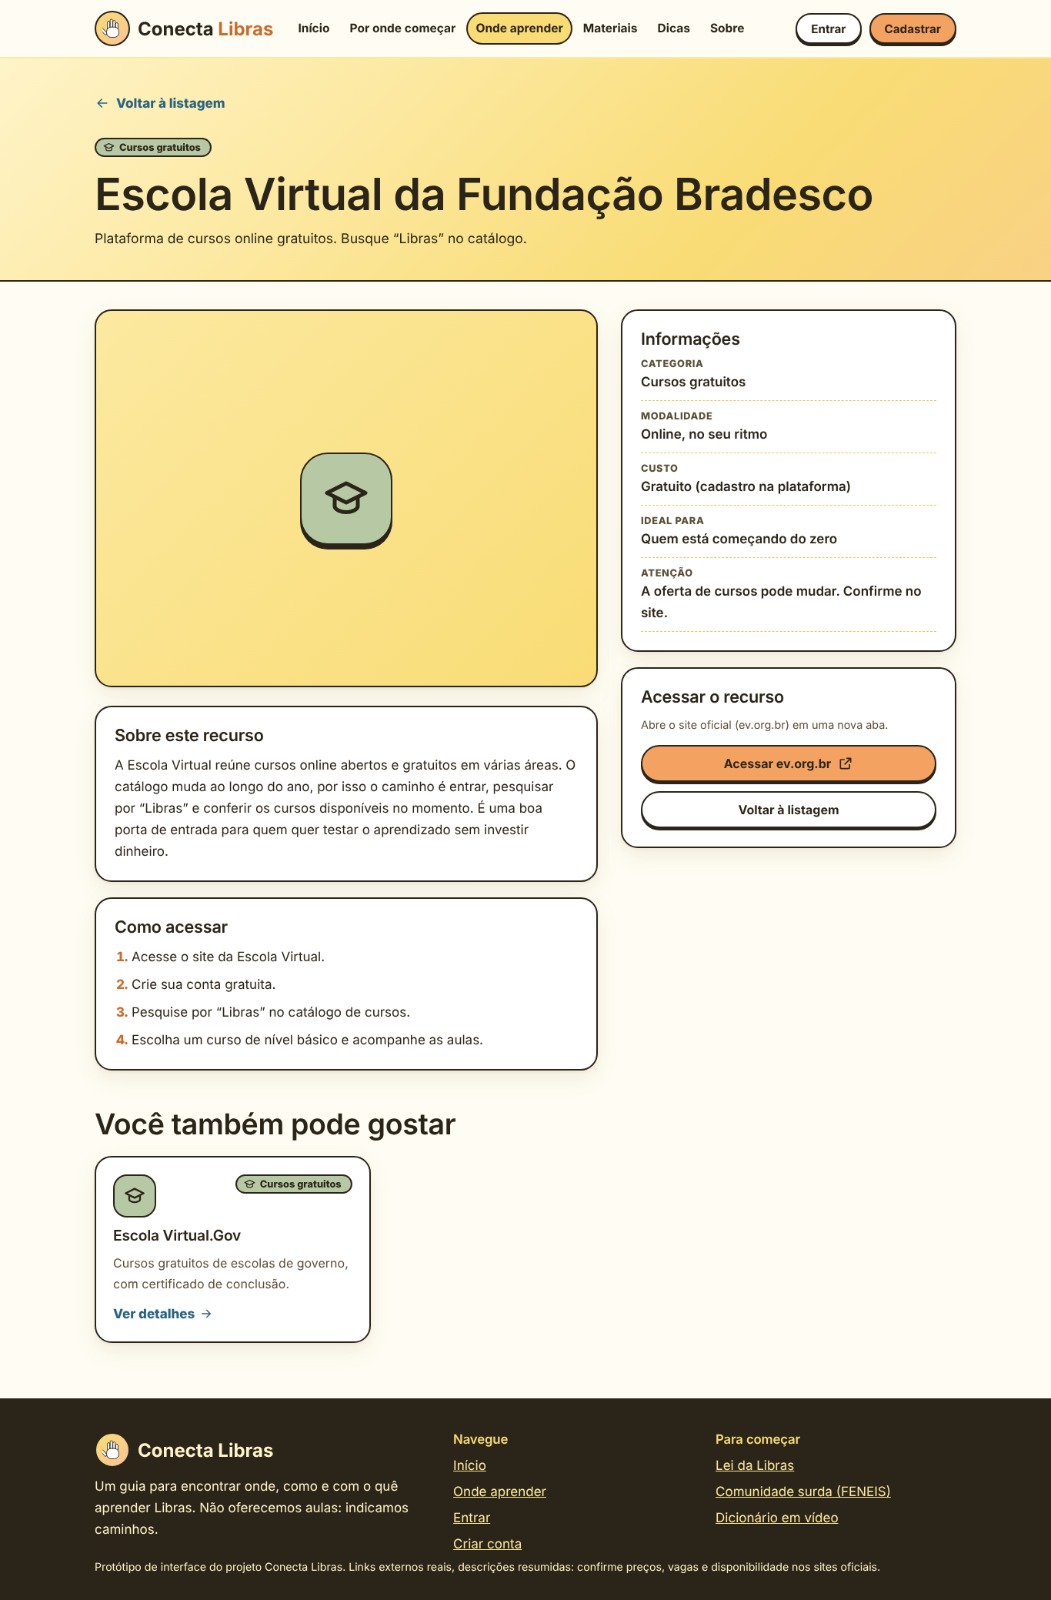 Conecta Libras
Início
Por onde começar
Onde aprender
Materiais
Dicas
Sobre
Entrar
Cadastrar
← Voltar à listagem
Cursos gratuitos
Escola Virtual da Fundação Bradesco
Plataforma de cursos online gratuitos. Busque “Libras” no catálogo.
Sobre este recurso
A Escola Virtual reúne cursos online abertos e gratuitos em várias áreas. O
catálogo muda ao longo do ano, por isso o caminho é entrar, pesquisar
por “Libras” e conferir os cursos disponíveis no momento. É uma boa
porta de entrada para quem quer testar o aprendizado sem investir
dinheiro.
Como acessar
1. Acesse o site da Escola Virtual.
2. Crie sua conta gratuita.
3. Pesquise por “Libras” no catálogo de cursos.
4. Escolha um curso de nível básico e acompanhe as aulas.
Informações
CATEGORIA
Cursos gratuitos
MODALIDADE
Online, no seu ritmo
CUSTO
Gratuito (cadastro na plataforma)
IDEAL PARA
Quem está começando do zero
ATENÇÃO
A oferta de cursos pode mudar. Confirme no
site.
Acessar o recurso
Abre o site oficial (ev.org.br) em uma nova aba.
Acessar ev.org.br
Voltar à listagem
Você também pode gostar
Cursos gratuitos
Escola Virtual.Gov
Cursos gratuitos de escolas de governo,
com certificado de conclusão.
Ver detalhes →
Conecta Libras
Um guia para encontrar onde, como e com o quê
aprender Libras. Não oferecemos aulas: indicamos
caminhos.
Navegue
Início
Onde aprender
Entrar
Criar conta
Para começar
Lei da Libras
Comunidade surda (FENEIS)
Dicionário em vídeo
Protótipo de interface do projeto Conecta Libras. Links externos reais, descrições resumidas: confirme preços, vagas e disponibilidade nos sites oficiais.